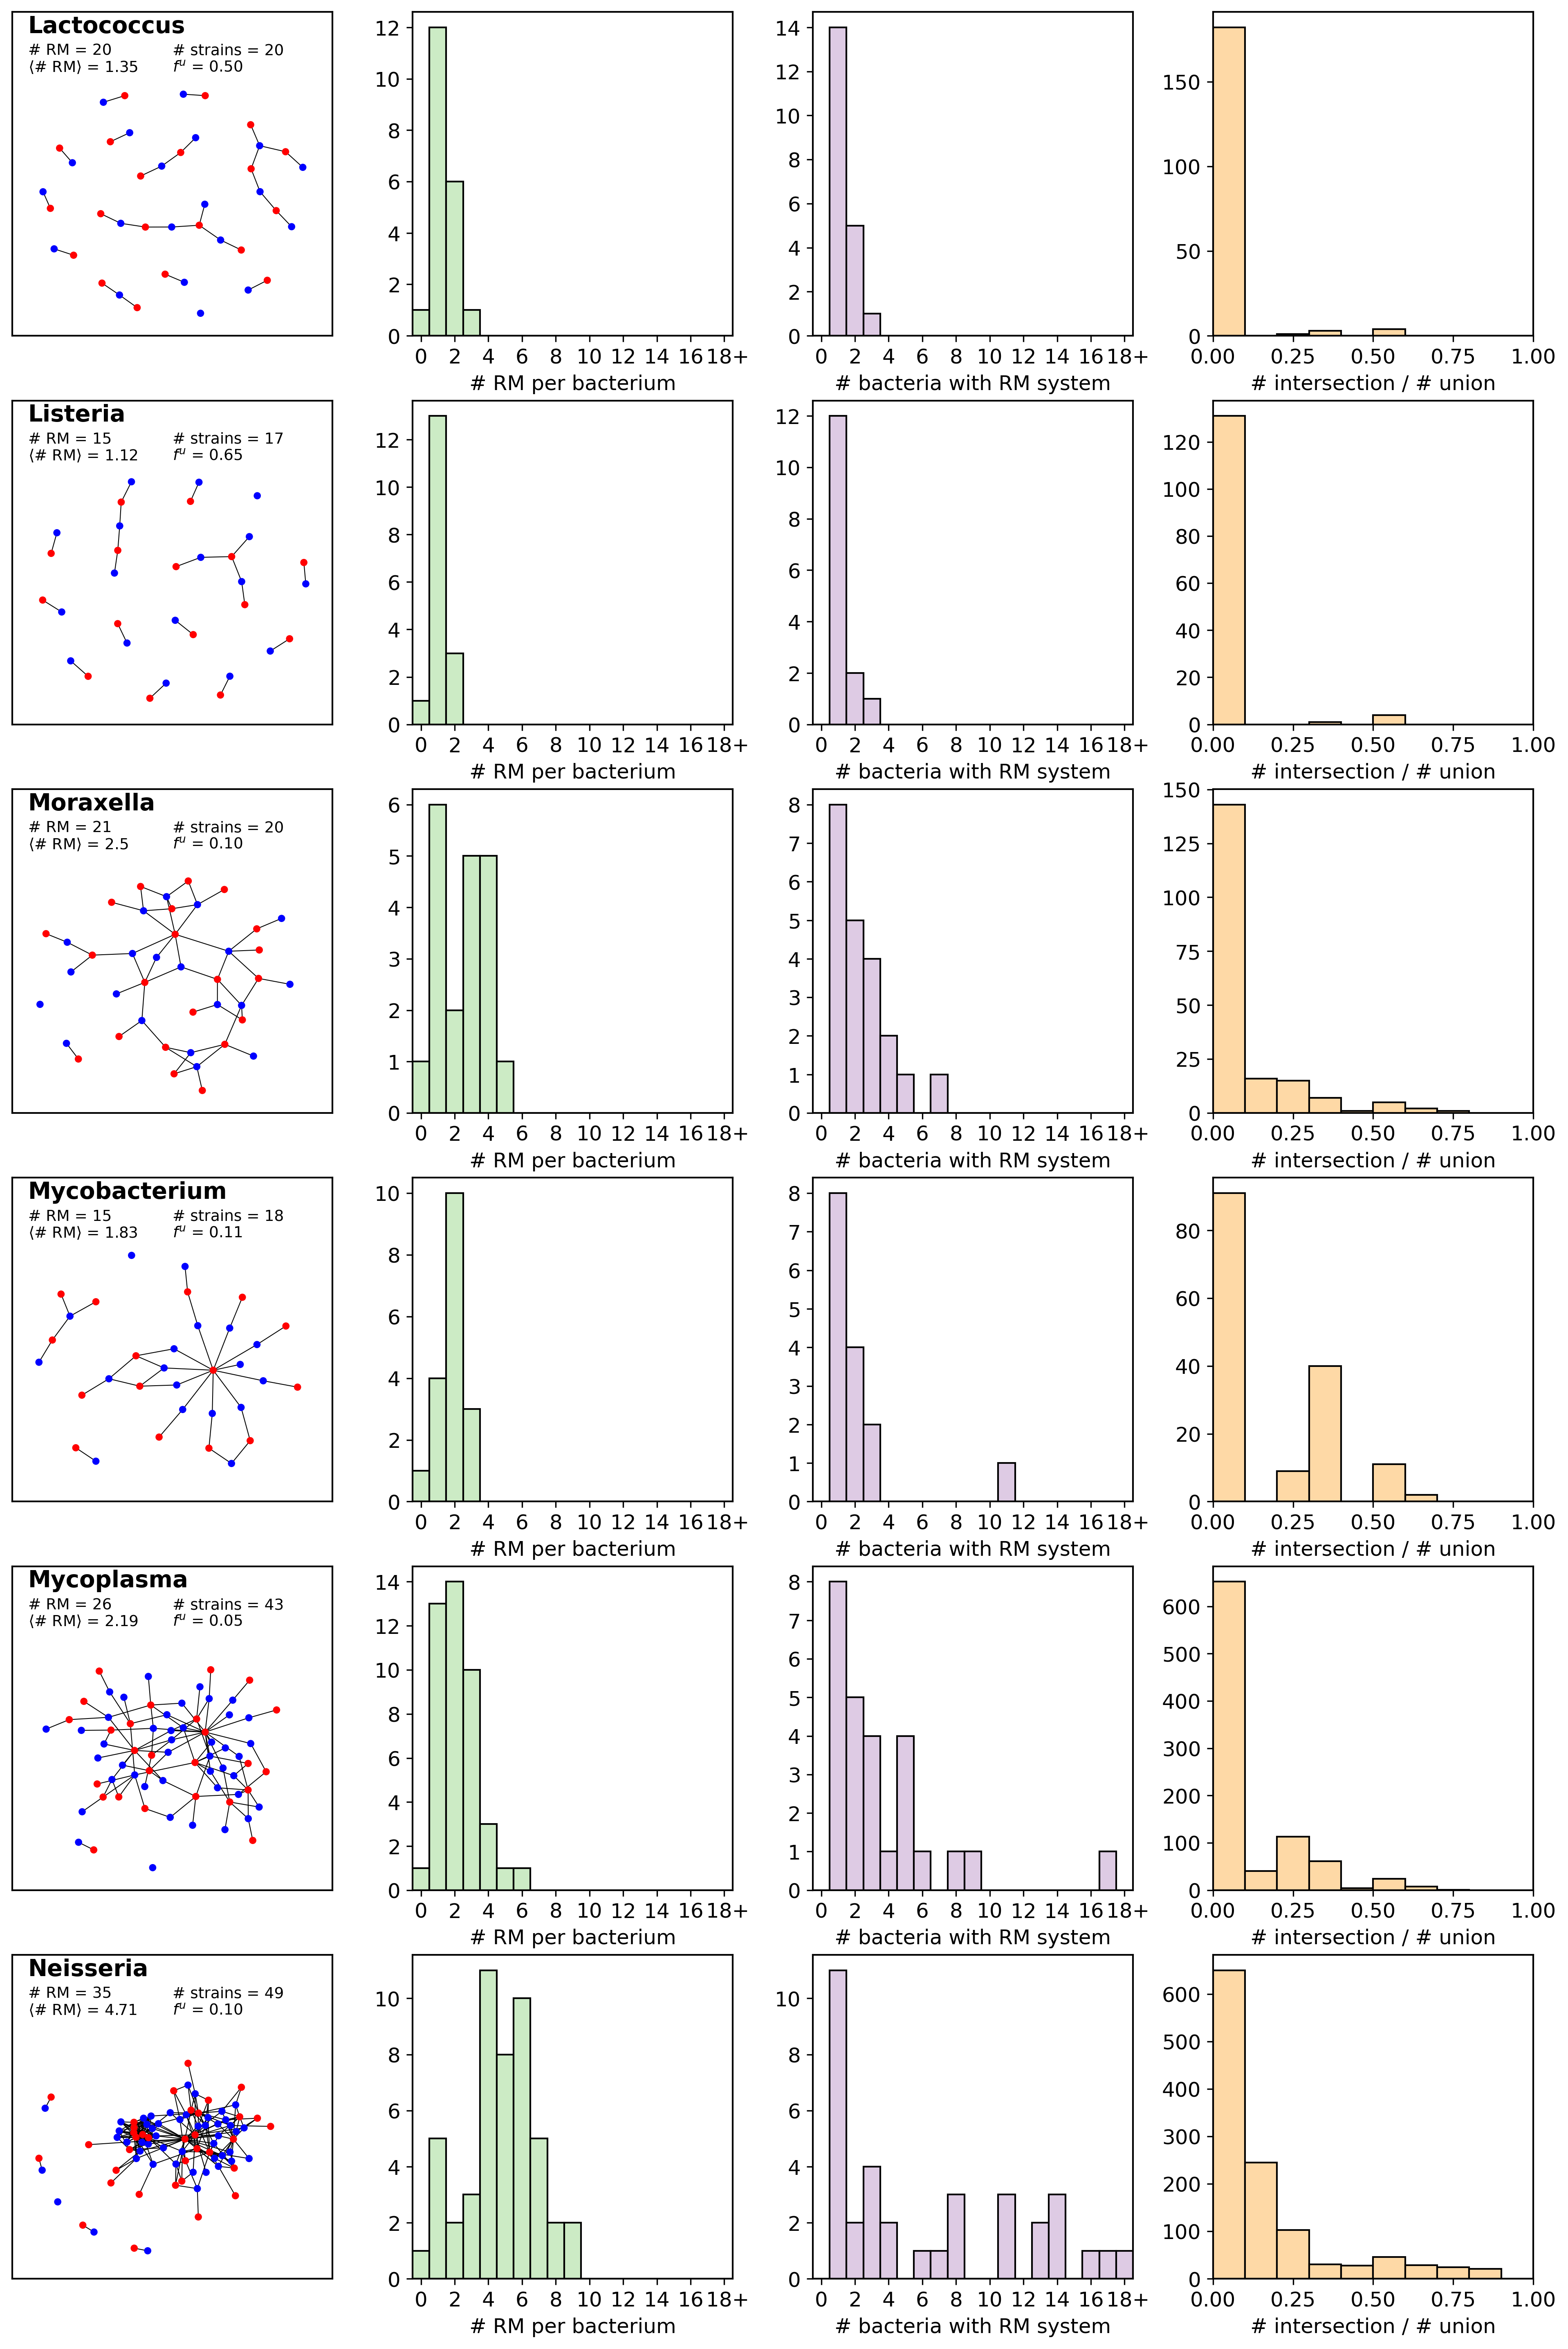 Lactococcus
# RM = 20 # strains = 20
⟨# RM⟩ = 1.35 fᵘ = 0.50
12
10
8
6
4
2
0
0 2 4 6 8 10 12 14 16 18+
# RM per bacterium
14
12
10
8
6
4
2
0
0 2 4 6 8 10 12 14 16 18+
# bacteria with RM system
150
100
50
0
0.00 0.25 0.50 0.75 1.00
# intersection / # union
Listeria
# RM = 15 # strains = 17
⟨# RM⟩ = 1.12 fᵘ = 0.65
12
10
8
6
4
2
0
0 2 4 6 8 10 12 14 16 18+
# RM per bacterium
12
10
8
6
4
2
0
0 2 4 6 8 10 12 14 16 18+
# bacteria with RM system
120
100
80
60
40
20
0
0.00 0.25 0.50 0.75 1.00
# intersection / # union
Moraxella
# RM = 21 # strains = 20
⟨# RM⟩ = 2.5 fᵘ = 0.10
6
5
4
3
2
1
0
0 2 4 6 8 10 12 14 16 18+
# RM per bacterium
8
7
6
5
4
3
2
1
0
0 2 4 6 8 10 12 14 16 18+
# bacteria with RM system
150
125
100
75
50
25
0
0.00 0.25 0.50 0.75 1.00
# intersection / # union
Mycobacterium
# RM = 15 # strains = 18
⟨# RM⟩ = 1.83 fᵘ = 0.11
10
8
6
4
2
0
0 2 4 6 8 10 12 14 16 18+
# RM per bacterium
8
7
6
5
4
3
2
1
0
0 2 4 6 8 10 12 14 16 18+
# bacteria with RM system
80
60
40
20
0
0.00 0.25 0.50 0.75 1.00
# intersection / # union
Mycoplasma
# RM = 26 # strains = 43
⟨# RM⟩ = 2.19 fᵘ = 0.05
14
12
10
8
6
4
2
0
0 2 4 6 8 10 12 14 16 18+
# RM per bacterium
8
7
6
5
4
3
2
1
0
0 2 4 6 8 10 12 14 16 18+
# bacteria with RM system
600
500
400
300
200
100
0
0.00 0.25 0.50 0.75 1.00
# intersection / # union
Neisseria
# RM = 35 # strains = 49
⟨# RM⟩ = 4.71 fᵘ = 0.10
10
8
6
4
2
0
0 2 4 6 8 10 12 14 16 18+
# RM per bacterium
10
8
6
4
2
0
0 2 4 6 8 10 12 14 16 18+
# bacteria with RM system
600
500
400
300
200
100
0
0.00 0.25 0.50 0.75 1.00
# intersection / # union